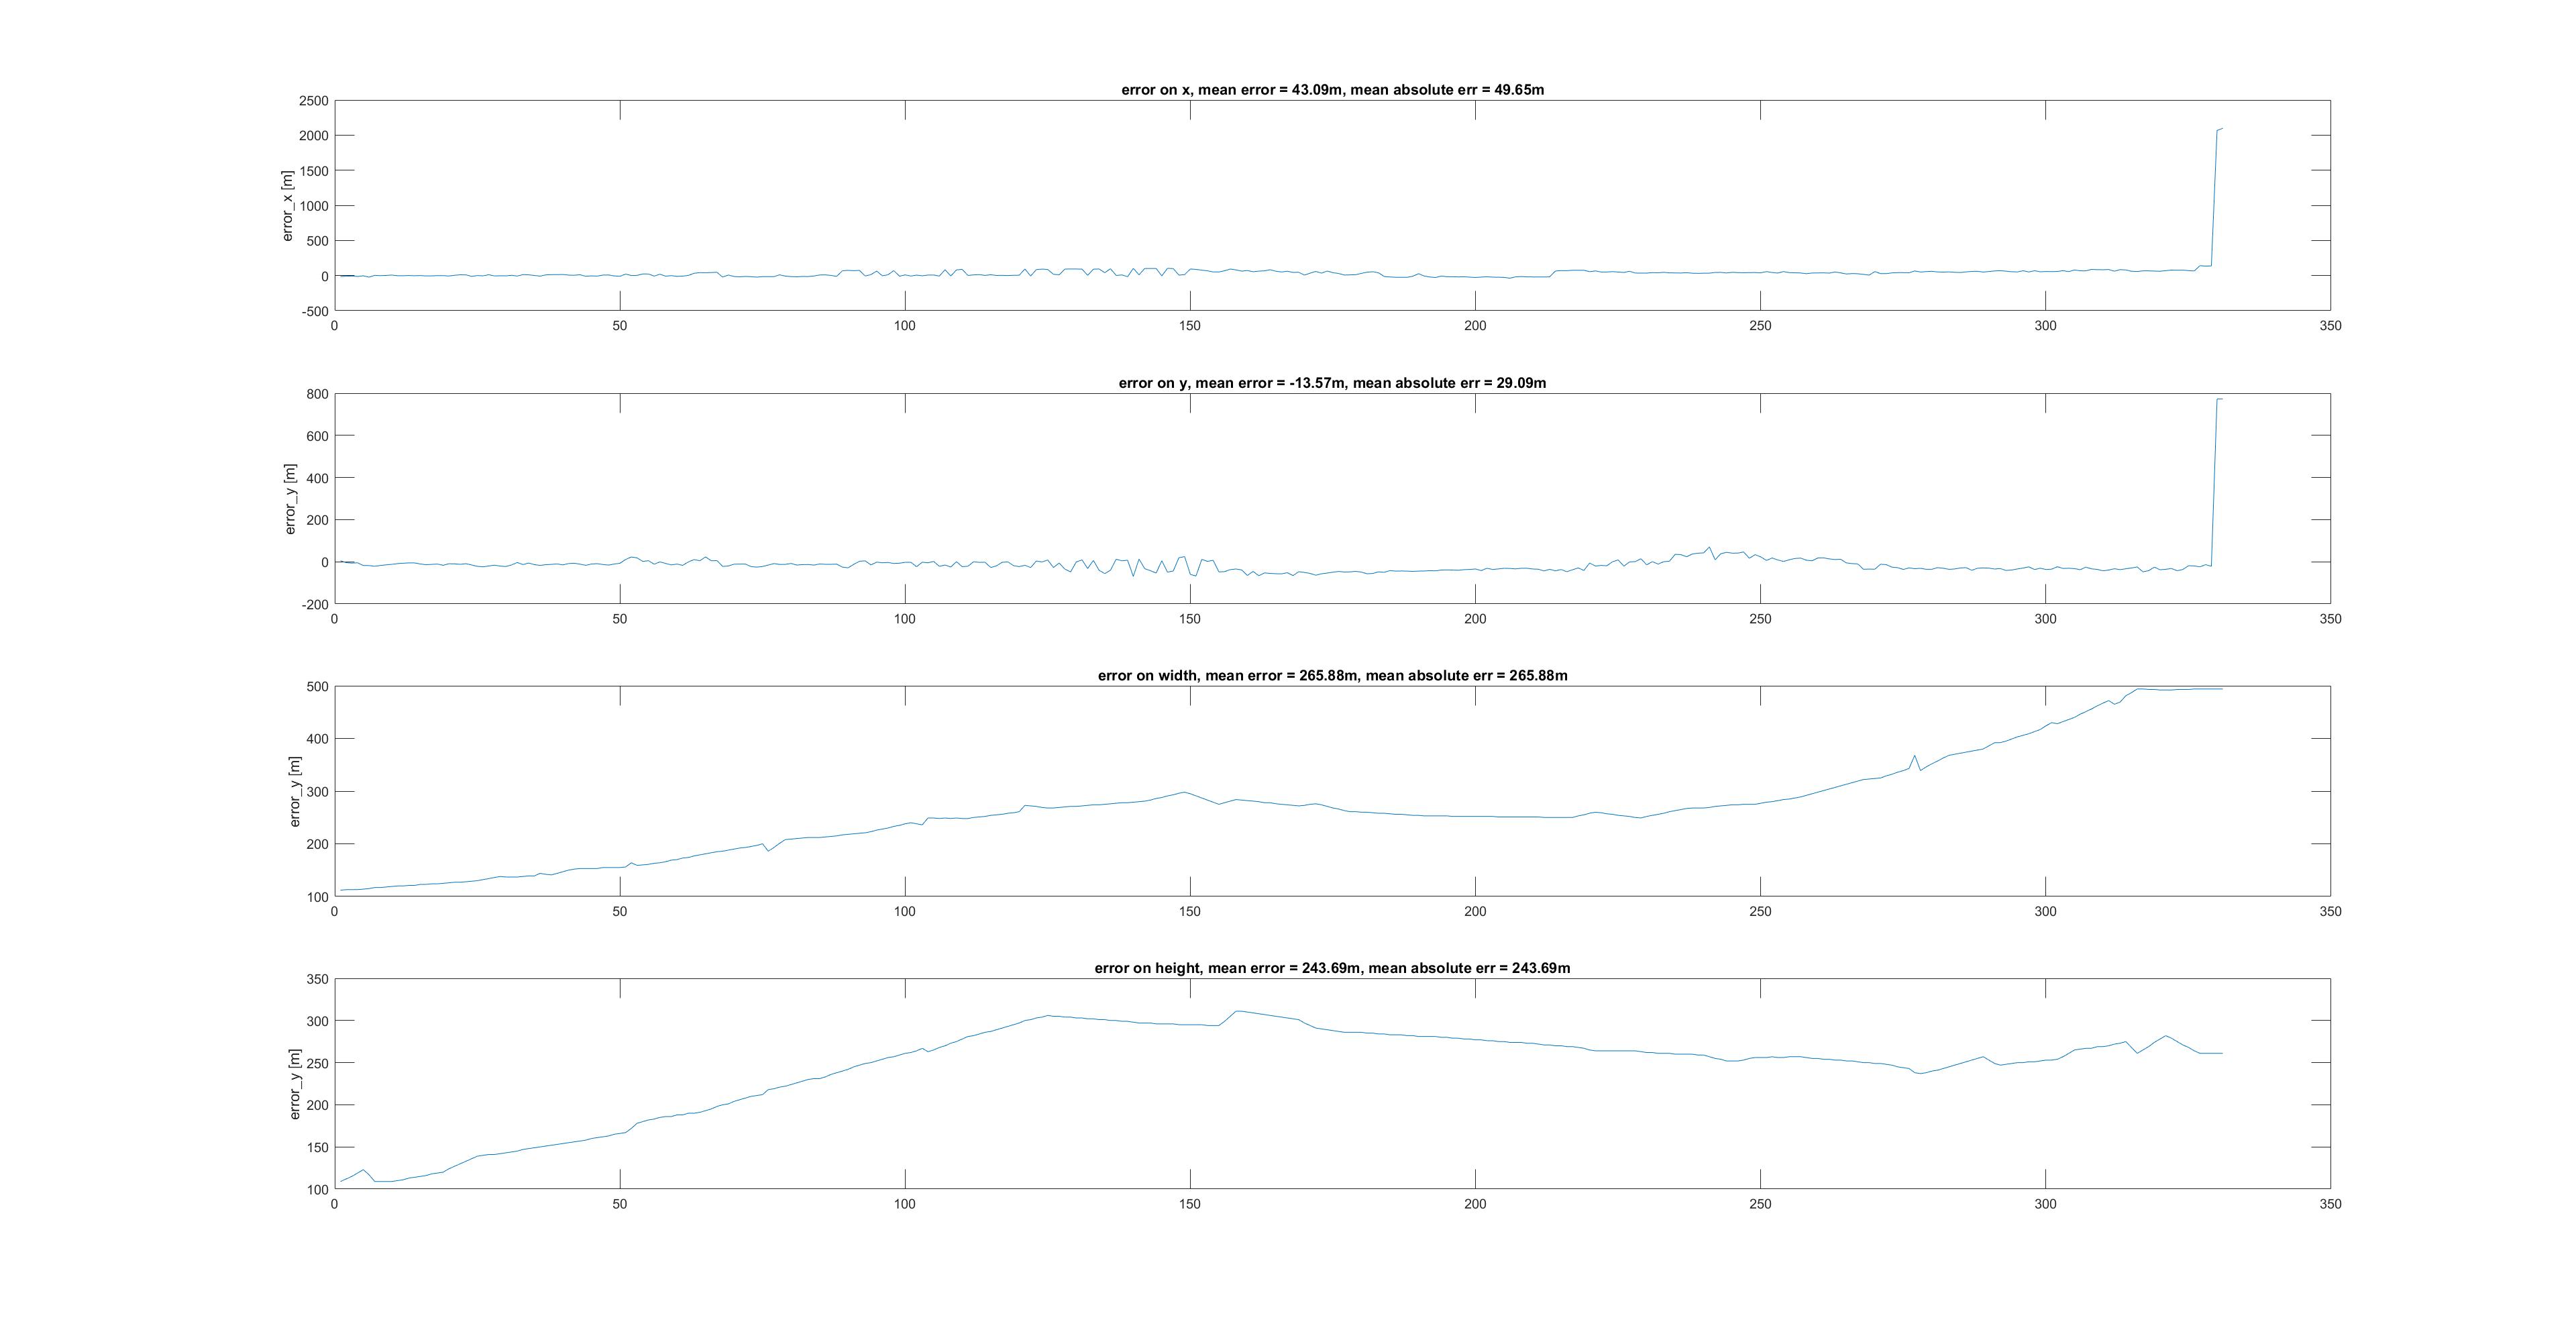 error on x, mean error = 43.09m, mean absolute err = 49.65m
error_x [m]
2500
2000
1500
1000
500
0
-500
0 50 100 150 200 250 300 350
error on y, mean error = -13.57m, mean absolute err = 29.09m
error_y [m]
800
600
400
200
0
-200
0 50 100 150 200 250 300 350
error on width, mean error = 265.88m, mean absolute err = 265.88m
error_y [m]
500
400
300
200
100
0 50 100 150 200 250 300 350
error on height, mean error = 243.69m, mean absolute err = 243.69m
error_y [m]
350
300
250
200
150
100
0 50 100 150 200 250 300 350